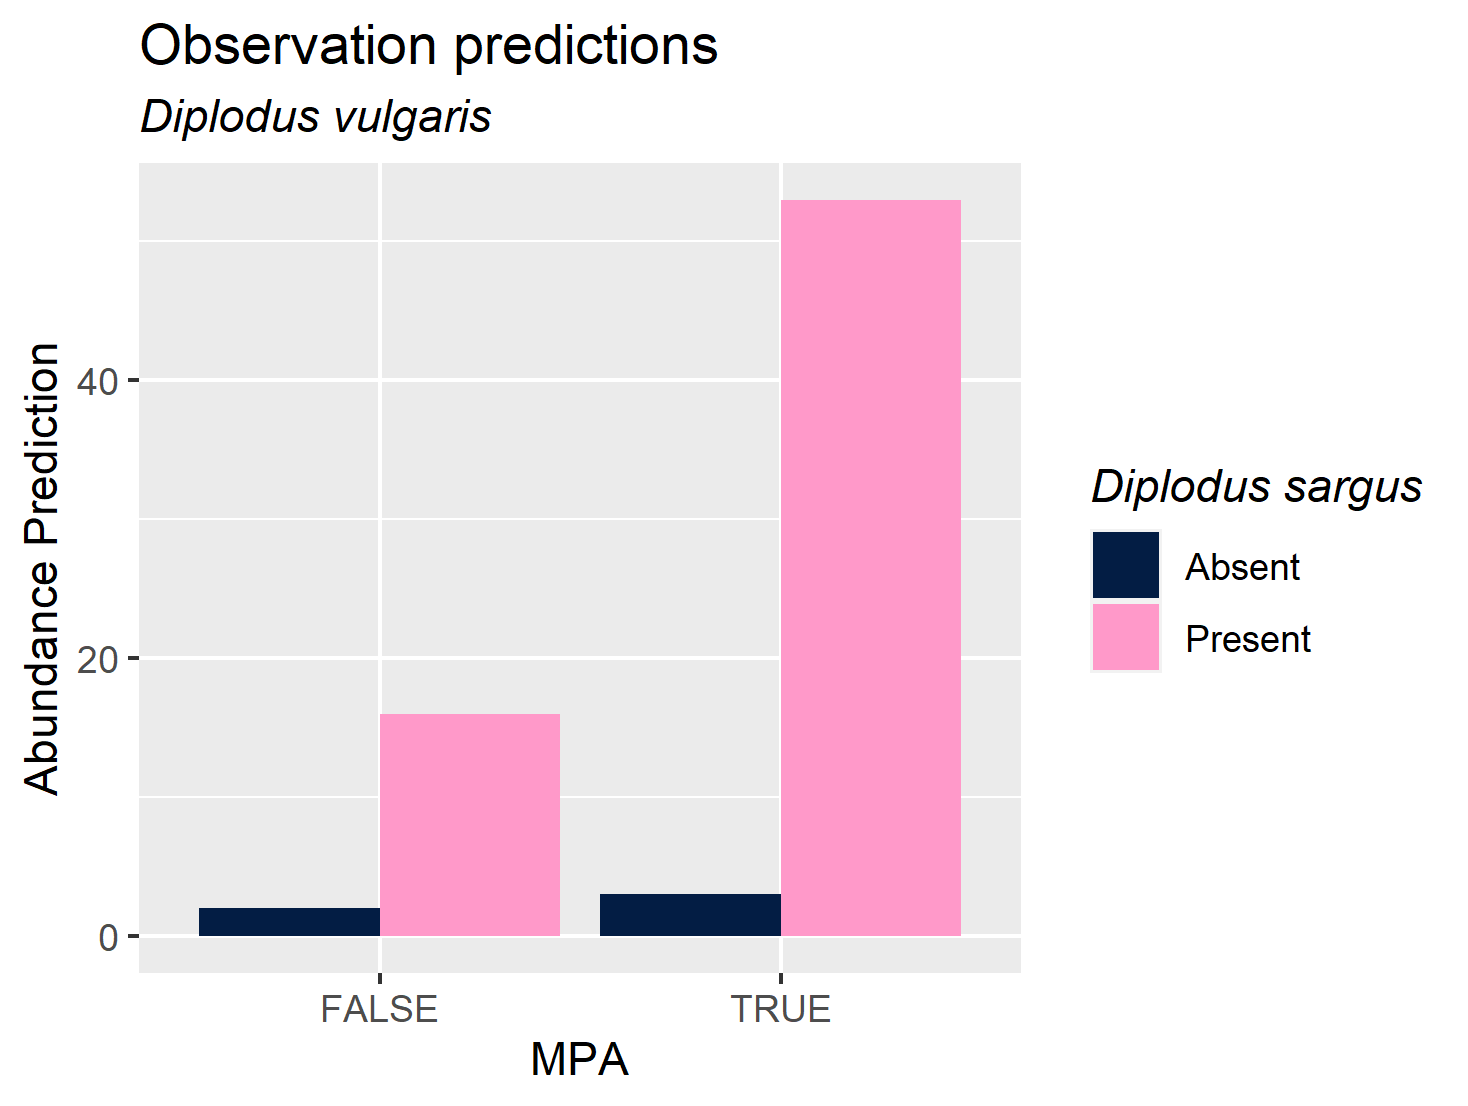 Observation predictions
Diplodus vulgaris
Abundance Prediction
40
20
0
FALSE
TRUE
MPA
Diplodus sargus
Absent
Present